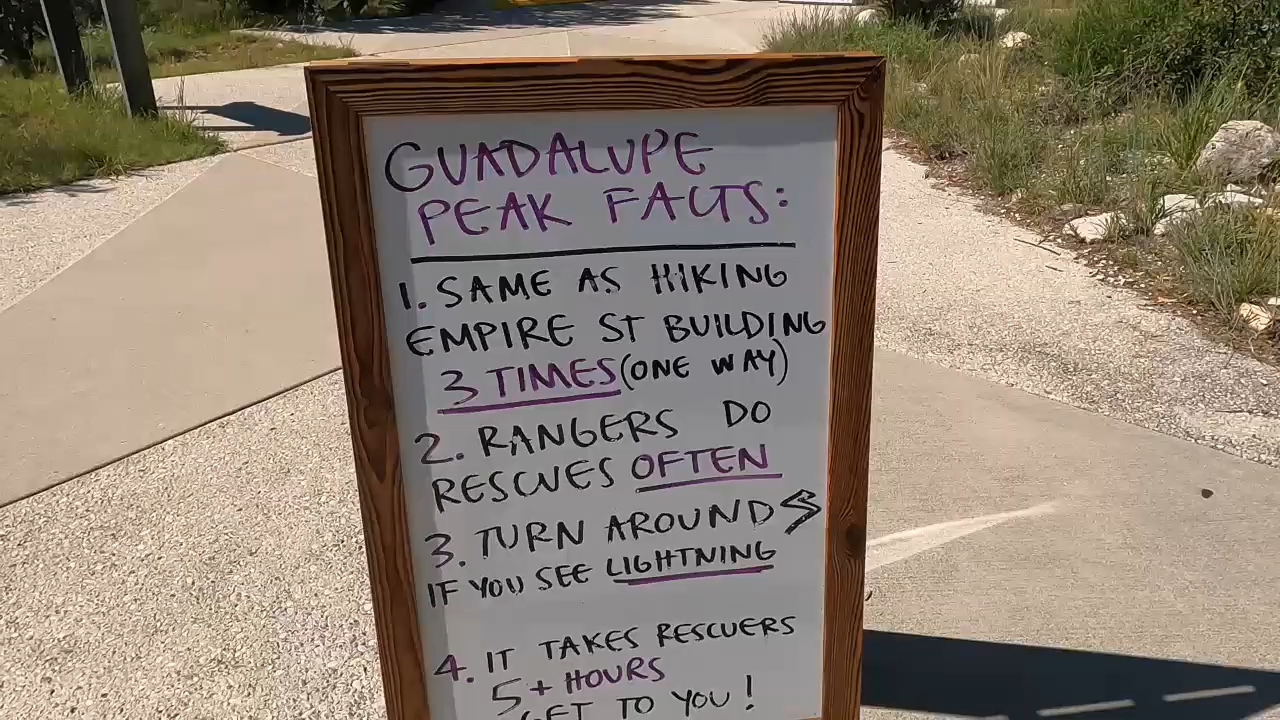 GUADALUPE
PEAK FACTS:
1. SAME AS HIKING
EMPIRE ST BUILDING
3 TIMES (ONE WAY)
2. RANGERS DO
RESCUES OFTEN
3. TURN AROUND
IF YOU SEE LIGHTNING
4. IT TAKES RESCUERS
5+ HOURS
GET TO YOU!